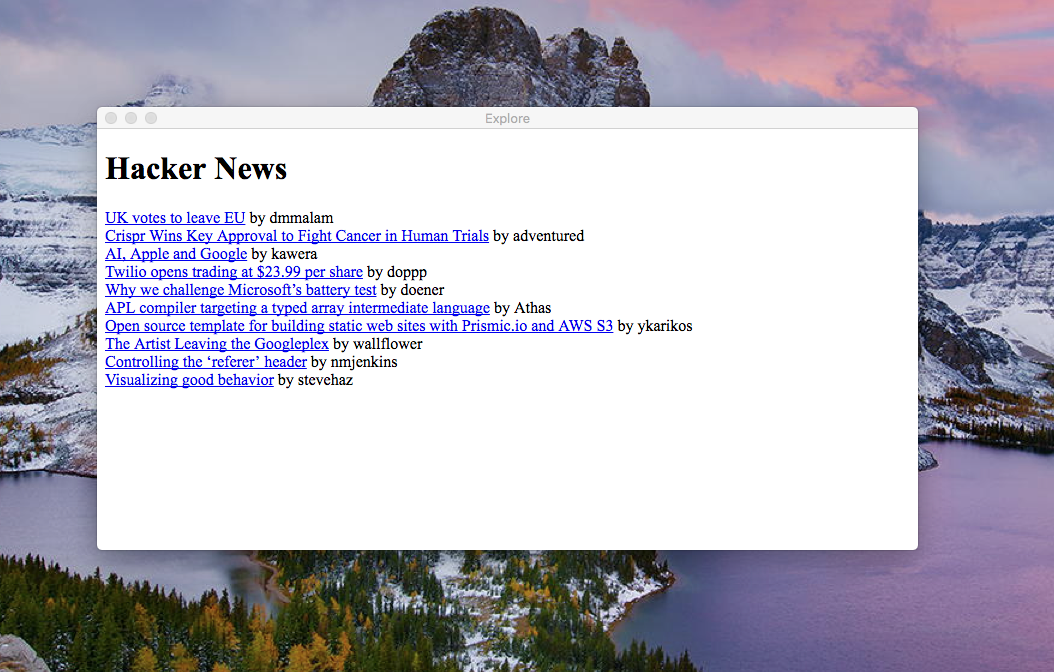 Explore
Hacker News
UK votes to leave EU by dmmalam
Crispr Wins Key Approval to Fight Cancer in Human Trials by adventured
AI, Apple and Google by kawera
Twilio opens trading at $23.99 per share by doppp
Why we challenge Microsoft’s battery test by doener
APL compiler targeting a typed array intermediate language by Athas
Open source template for building static web sites with Prismic.io and AWS S3 by ykarikos
The Artist Leaving the Googleplex by wallflower
Controlling the ‘referer’ header by nmjenkins
Visualizing good behavior by stevehaz